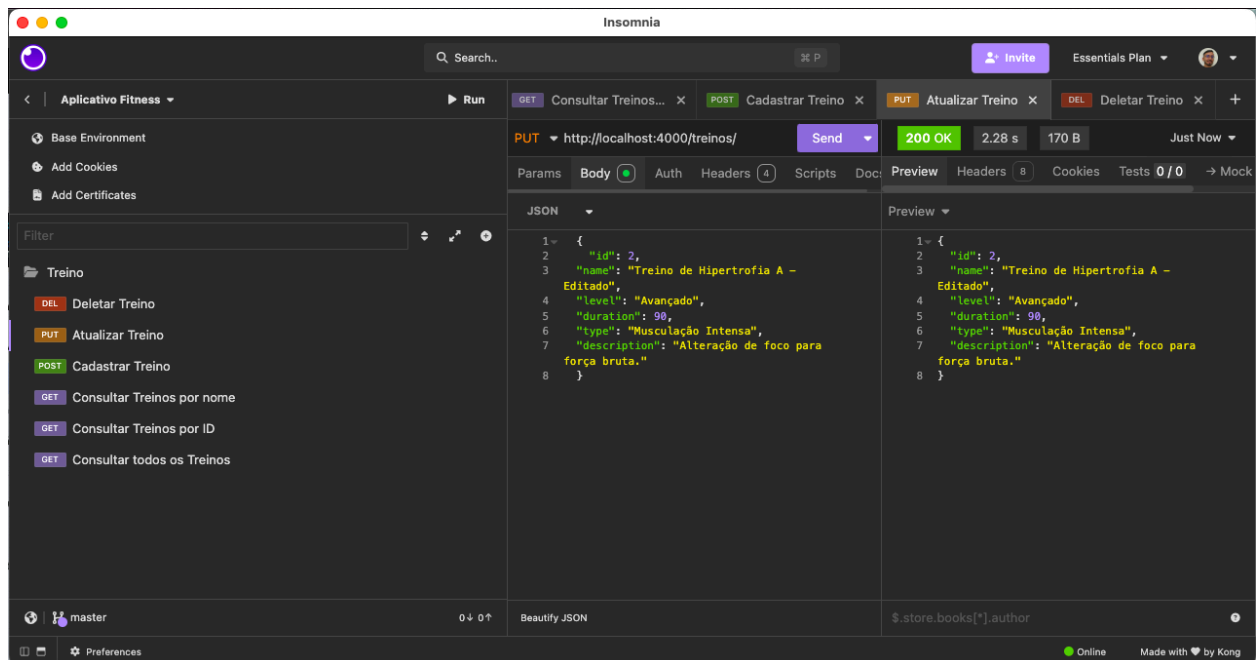 Insomnia
Search..
⌘ P
Invite
Essentials Plan
Aplicativo Fitness
Run
GET Consultar Treinos...
POST Cadastrar Treino
PUT Atualizar Treino
DEL Deletar Treino
Base Environment
Add Cookies
Add Certificates
Filter
Treino
DEL Deletar Treino
PUT Atualizar Treino
POST Cadastrar Treino
GET Consultar Treinos por nome
GET Consultar Treinos por ID
GET Consultar todos os Treinos
PUT http://localhost:4000/treinos/
Send
200 OK 2.28 s 170 B Just Now
Params Body Auth Headers 4 Scripts Docs
Preview Headers 8 Cookies Tests 0 / 0 → Mock
JSON
1 {
2 "id": 2,
3 "name": "Treino de Hipertrofia A –
Editado",
4 "level": "Avançado",
5 "duration": 90,
6 "type": "Musculação Intensa",
7 "description": "Alteração de foco para
força bruta."
8 }
Preview
1 {
2 "id": 2,
3 "name": "Treino de Hipertrofia A –
Editado",
4 "level": "Avançado",
5 "duration": 90,
6 "type": "Musculação Intensa",
7 "description": "Alteração de foco para
força bruta."
8 }
master
0↓ 0↑
Beautify JSON
$.store.books[*].author
Preferences
Online
Made with ♥ by Kong